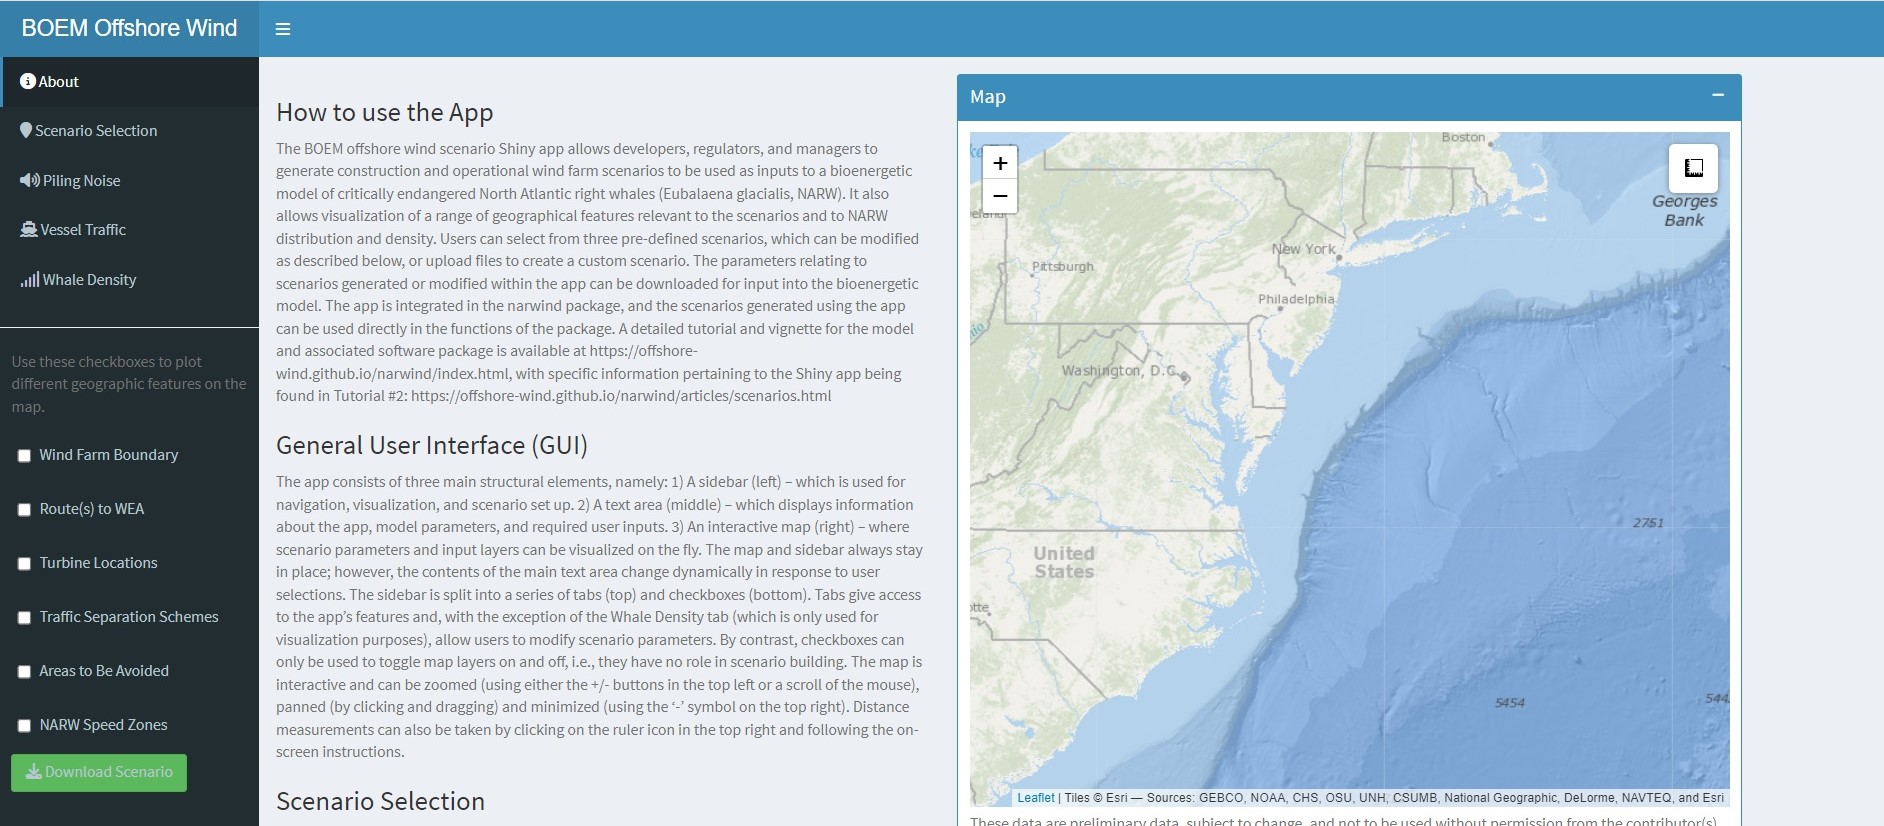 BOEM Offshore Wind
About
Scenario Selection
Piling Noise
Vessel Traffic
Whale Density
Use these checkboxes to plot
different geographic features on the
map.
Wind Farm Boundary
Route(s) to WEA
Turbine Locations
Traffic Separation Schemes
Areas to Be Avoided
NARW Speed Zones
Download Scenario
How to use the App
The BOEM offshore wind scenario Shiny app allows developers, regulators, and managers to
generate construction and operational wind farm scenarios to be used as inputs to a bioenergetic
model of critically endangered North Atlantic right whales (Eubalaena glacialis, NARW). It also
allows visualization of a range of geographical features relevant to the scenarios and to NARW
distribution and density. Users can select from three pre-defined scenarios, which can be modified
as described below, or upload files to create a custom scenario. The parameters relating to
scenarios generated or modified within the app can be downloaded for input into the bioenergetic
model. The app is integrated in the narwind package, and the scenarios generated using the app
can be used directly in the functions of the package. A detailed tutorial and vignette for the model
and associated software package is available at https://offshore-
wind.github.io/narwind/index.html, with specific information pertaining to the Shiny app being
found in Tutorial #2: https://offshore-wind.github.io/narwind/articles/scenarios.html
General User Interface (GUI)
The app consists of three main structural elements, namely: 1) A sidebar (left) – which is used for
navigation, visualization, and scenario set up. 2) A text area (middle) – which displays information
about the app, model parameters, and required user inputs. 3) An interactive map (right) – where
scenario parameters and input layers can be visualized on the fly. The map and sidebar always stay
in place; however, the contents of the main text area change dynamically in response to user
selections. The sidebar is split into a series of tabs (top) and checkboxes (bottom). Tabs give access
to the app’s features and, with the exception of the Whale Density tab (which is only used for
visualization purposes), allow users to modify scenario parameters. By contrast, checkboxes can
only be used to toggle map layers on and off, i.e., they have no role in scenario building. The map is
interactive and can be zoomed (using either the +/- buttons in the top left or a scroll of the mouse),
panned (by clicking and dragging) and minimized (using the ‘-’ symbol on the top right). Distance
measurements can also be taken by clicking on the ruler icon in the top right and following the on-
screen instructions.
Scenario Selection
Map
+
−
Boston
Georges
Bank
New York
Pittsburgh
Philadelphia
Washington, D.C.
2751
United
States
5454
544
Leaflet | Tiles © Esri — Sources: GEBCO, NOAA, CHS, OSU, UNH, CSUMB, National Geographic, DeLorme, NAVTEQ, and Esri
These data are preliminary data, subject to change, and not to be used without permission from the contributor(s)